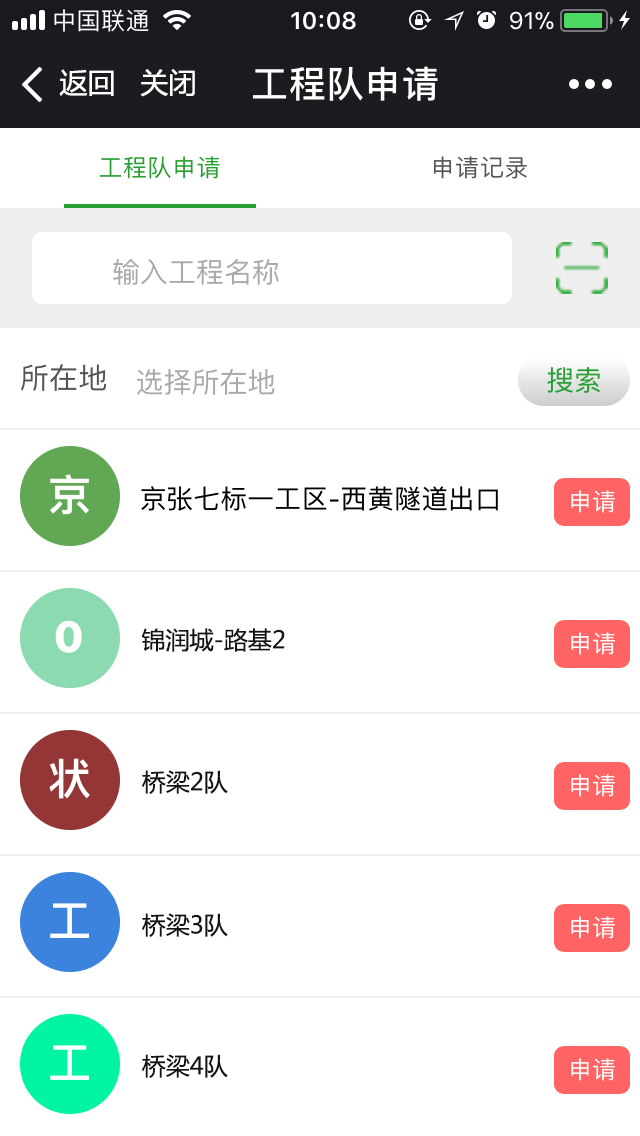 中国联通 10:08 91%
返回 关闭 工程队申请
工程队申请 申请记录
输入工程名称
所在地 选择所在地 搜索
京 京张七标一工区-西黄隧道出口 申请
0 锦润城-路基2 申请
状 桥梁2队 申请
工 桥梁3队 申请
工 桥梁4队 申请